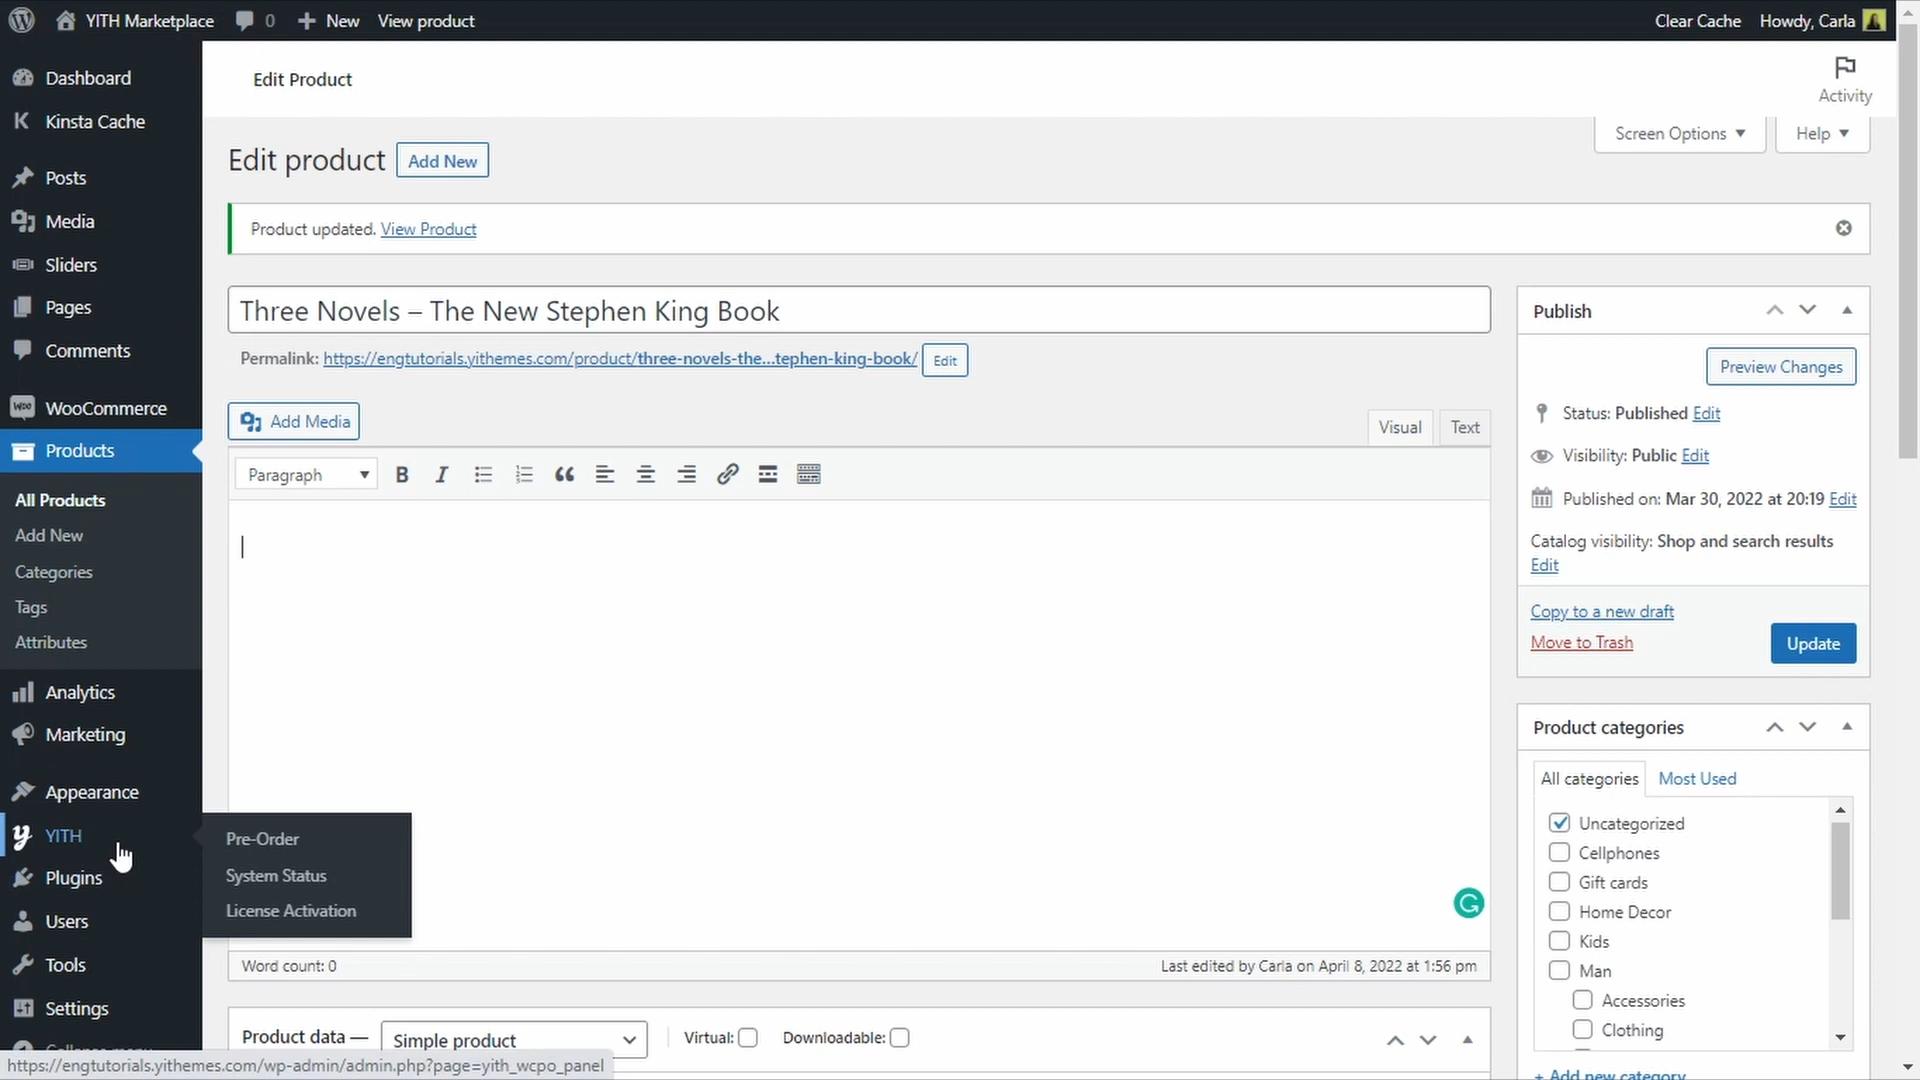 YITH Marketplace 0 New View product Clear Cache Howdy, Carla
Dashboard
Kinsta Cache
Posts
Media
Sliders
Pages
Comments
WooCommerce
Products
All Products
Add New
Categories
Tags
Attributes
Analytics
Marketing
Appearance
YITH
Plugins
Users
Tools
Settings
Pre-Order
System Status
License Activation
Edit Product
Activity
Screen Options Help
Edit product Add New
Product updated. View Product
Three Novels – The New Stephen King Book
Permalink: https://engtutorials.yithemes.com/product/three-novels-the...tephen-king-book/ Edit
Add Media
Visual Text
Paragraph
Word count: 0 Last edited by Carla on April 8, 2022 at 1:56 pm
Product data — Simple product Virtual: Downloadable:
Publish
Preview Changes
Status: Published Edit
Visibility: Public Edit
Published on: Mar 30, 2022 at 20:19 Edit
Catalog visibility: Shop and search results
Edit
Copy to a new draft
Move to Trash
Update
Product categories
All categories Most Used
Uncategorized
Cellphones
Gift cards
Home Decor
Kids
Man
Accessories
Clothing
+ Add new category
https://engtutorials.yithemes.com/wp-admin/admin.php?page=yith_wcpo_panel